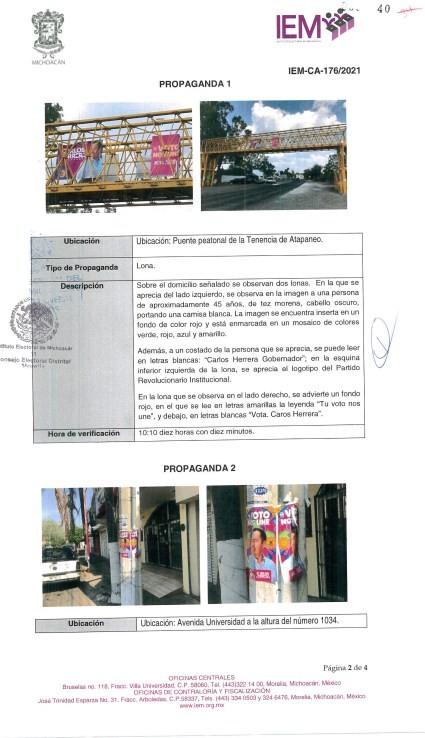 40
MICHOACÁN
IEM
IEM-CA-176/2021
PROPAGANDA 1
Ubicación
Ubicación: Puente peatonal de la Tenencia de Atapaneo.
Tipo de Propaganda
Lona.
Descripción
Sobre el domicilio señalado se observan dos lonas. En la que se
aprecia del lado izquierdo, se observa en la imagen a una persona
de aproximadamente 45 años, de tez morena, cabello oscuro,
portando una camisa blanca. La imagen se encuentra inserta en un
fondo de color rojo y está enmarcada en un mosaico de colores
verde, rojo, azul y amarillo.
Además, a un costado de la persona que se aprecia, se puede leer
en letras blancas: "Carlos Herrera Gobernador"; en la esquina
inferior izquierda de la lona, se aprecia el logotipo del Partido
Revolucionario Institucional.
En la lona que se observa en el lado derecho, se advierte un fondo
rojo, en el que se lee en letras amarillas la leyenda "Tu voto nos
une", y debajo, en letras blancas "Vota. Caros Herrera".
Hora de verificación
10:10 diez horas con diez minutos.
Electoral de Michoacán
Consejo Electoral Distrital
PROPAGANDA 2
Ubicación
Ubicación: Avenida Universidad a la altura del número 1034.
Página 2 de 4
OFICINAS CENTRALES
Bruselas no. 118, Fracc. Villa Universidad, C.P. 58060, Tel. (443)322 14 00, Morelia, Michoacán, México
OFICINAS DE CONTRALORÍA Y FISCALIZACIÓN
José Trinidad Esparza No. 31, Fracc. Arboledas, C.P.58337, Tels. (443) 334 0503 y 324 6476, Morelia, Michoacán, México
www.iem.org.mx